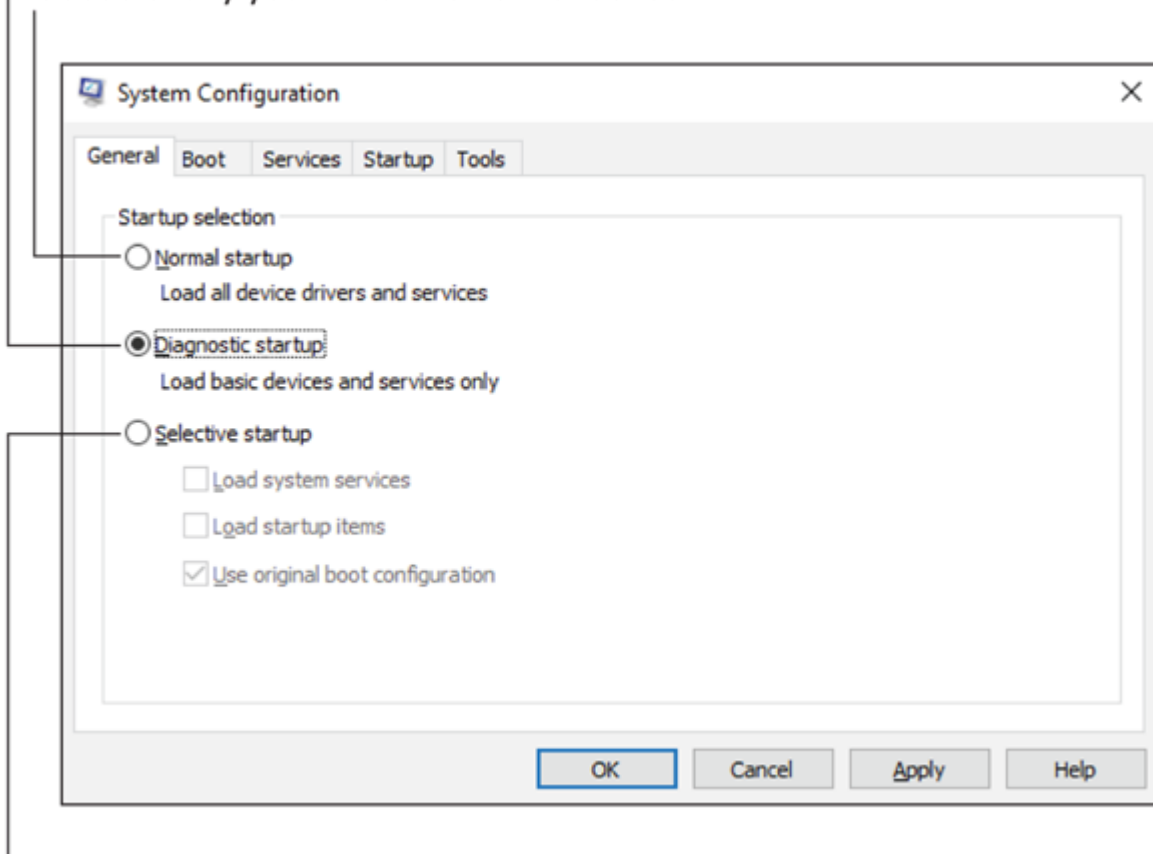 System Configuration
General Boot Services Startup Tools
Startup selection
Normal startup
Load all device drivers and services
Diagnostic startup
Load basic devices and services only
Selective startup
Load system services
Load startup items
Use original boot configuration
OK Cancel Apply Help